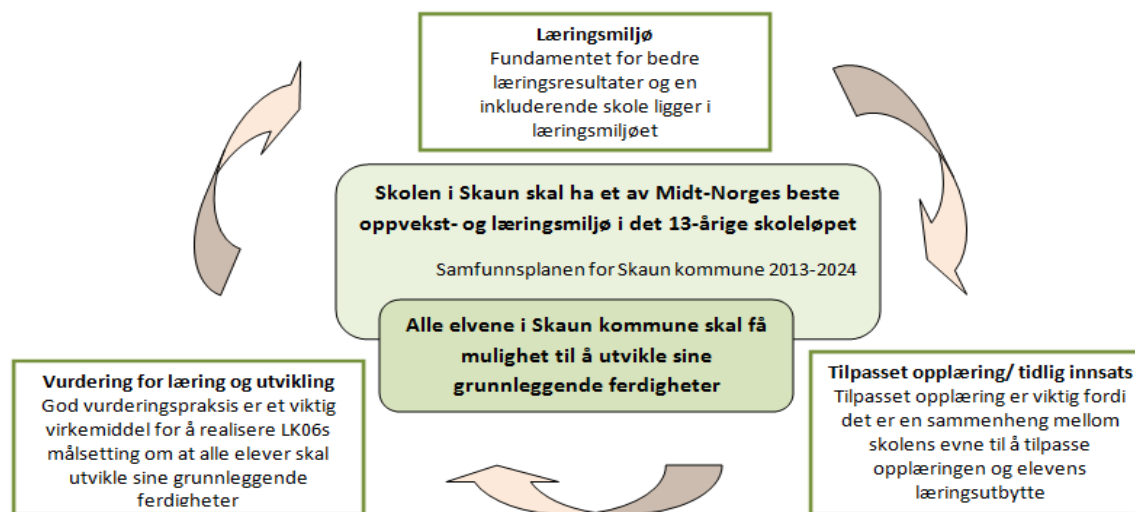 Læringsmiljø
Fundamentet for bedre
læringsresultater og en
inkluderende skole ligger i
læringsmiljøet
Skolen i Skaun skal ha et av Midt-Norges beste
oppvekst- og læringsmiljø i det 13-årige skoleløpet
Samfunnsplanen for Skaun kommune 2013-2024
Alle elvene i Skaun kommune skal få
mulighet til å utvikle sine
grunnleggende ferdigheter
Vurdering for læring og utvikling
God vurderingspraksis er et viktig
virkemiddel for å realisere LK06s
målsetting om at alle elever skal
utvikle sine grunnleggende
ferdigheter
Tilpasset opplæring/ tidlig innsats
Tilpasset opplæring er viktig fordi
det er en sammenheng mellom
skolens evne til å tilpasse
opplæringen og elevens
læringsutbytte